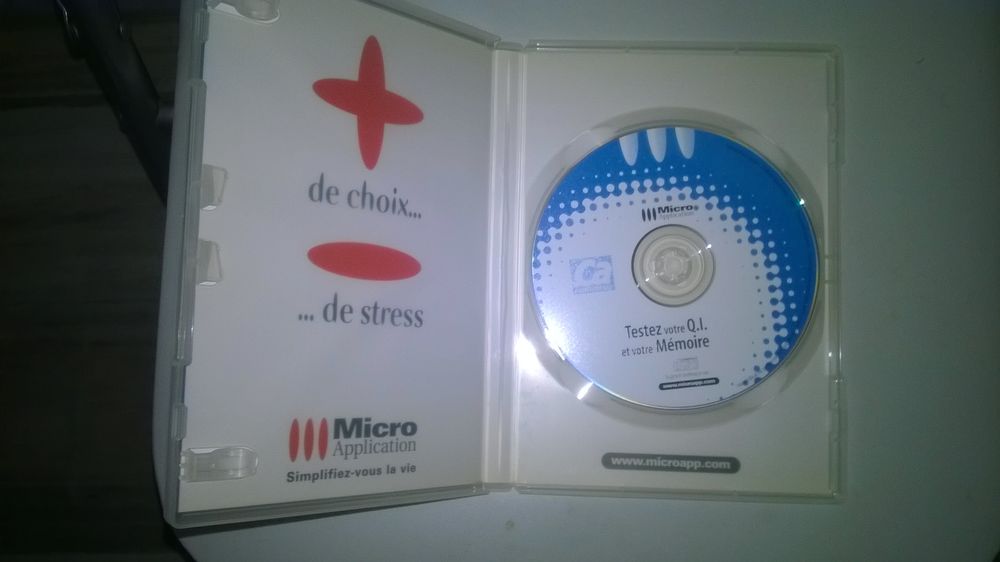 de choix...
... de stress
Micro
Application
Simplifiez-vous la vie
Micro
Application
Testez votre Q.I.
et votre Mémoire
www.microapp.com
www.microapp.com